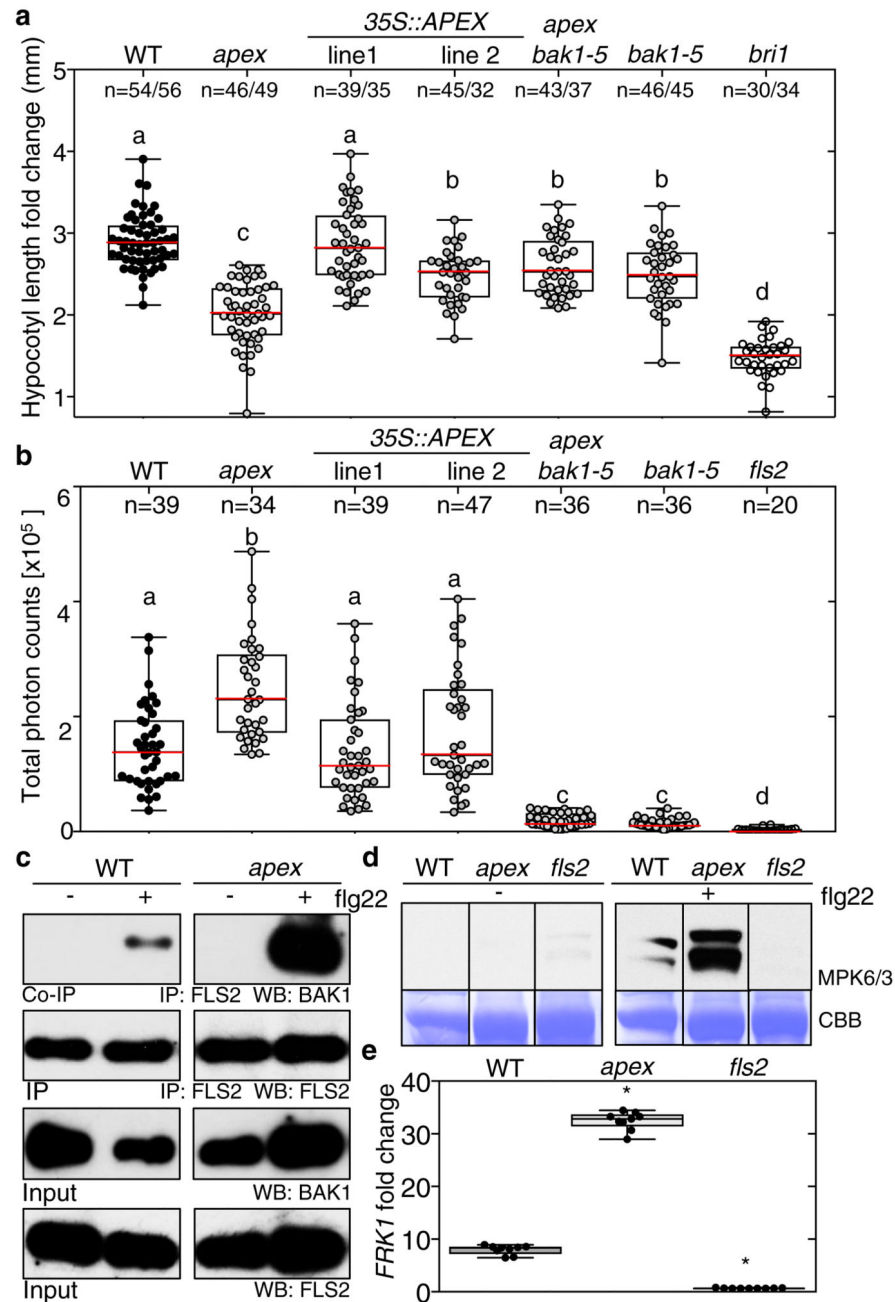 a
35S::APEX apex
WT apex line1 line 2 bak1-5 bak1-5 bri1
n=54/56 n=46/49 n=39/35 n=45/32 n=43/37 n=46/45 n=30/34
a c a b b b d
Hypocotyl length fold change (mm)
5
4
3
2
1
b
35S::APEX apex
WT apex line1 line 2 bak1-5 bak1-5 fls2
n=39 n=34 n=39 n=47 n=36 n=36 n=20
a b a a c c d
Total photon counts [x10⁵ ]
6
4
2
0
c
WT apex
- + - + flg22
Co-IP IP: FLS2 WB: BAK1
IP IP: FLS2 WB: FLS2
Input WB: BAK1
Input WB: FLS2
d
WT apex fls2 WT apex fls2
- + flg22
MPK6/3
CBB
e
WT apex fls2
* *
FRK1 fold change
40
30
20
10
0